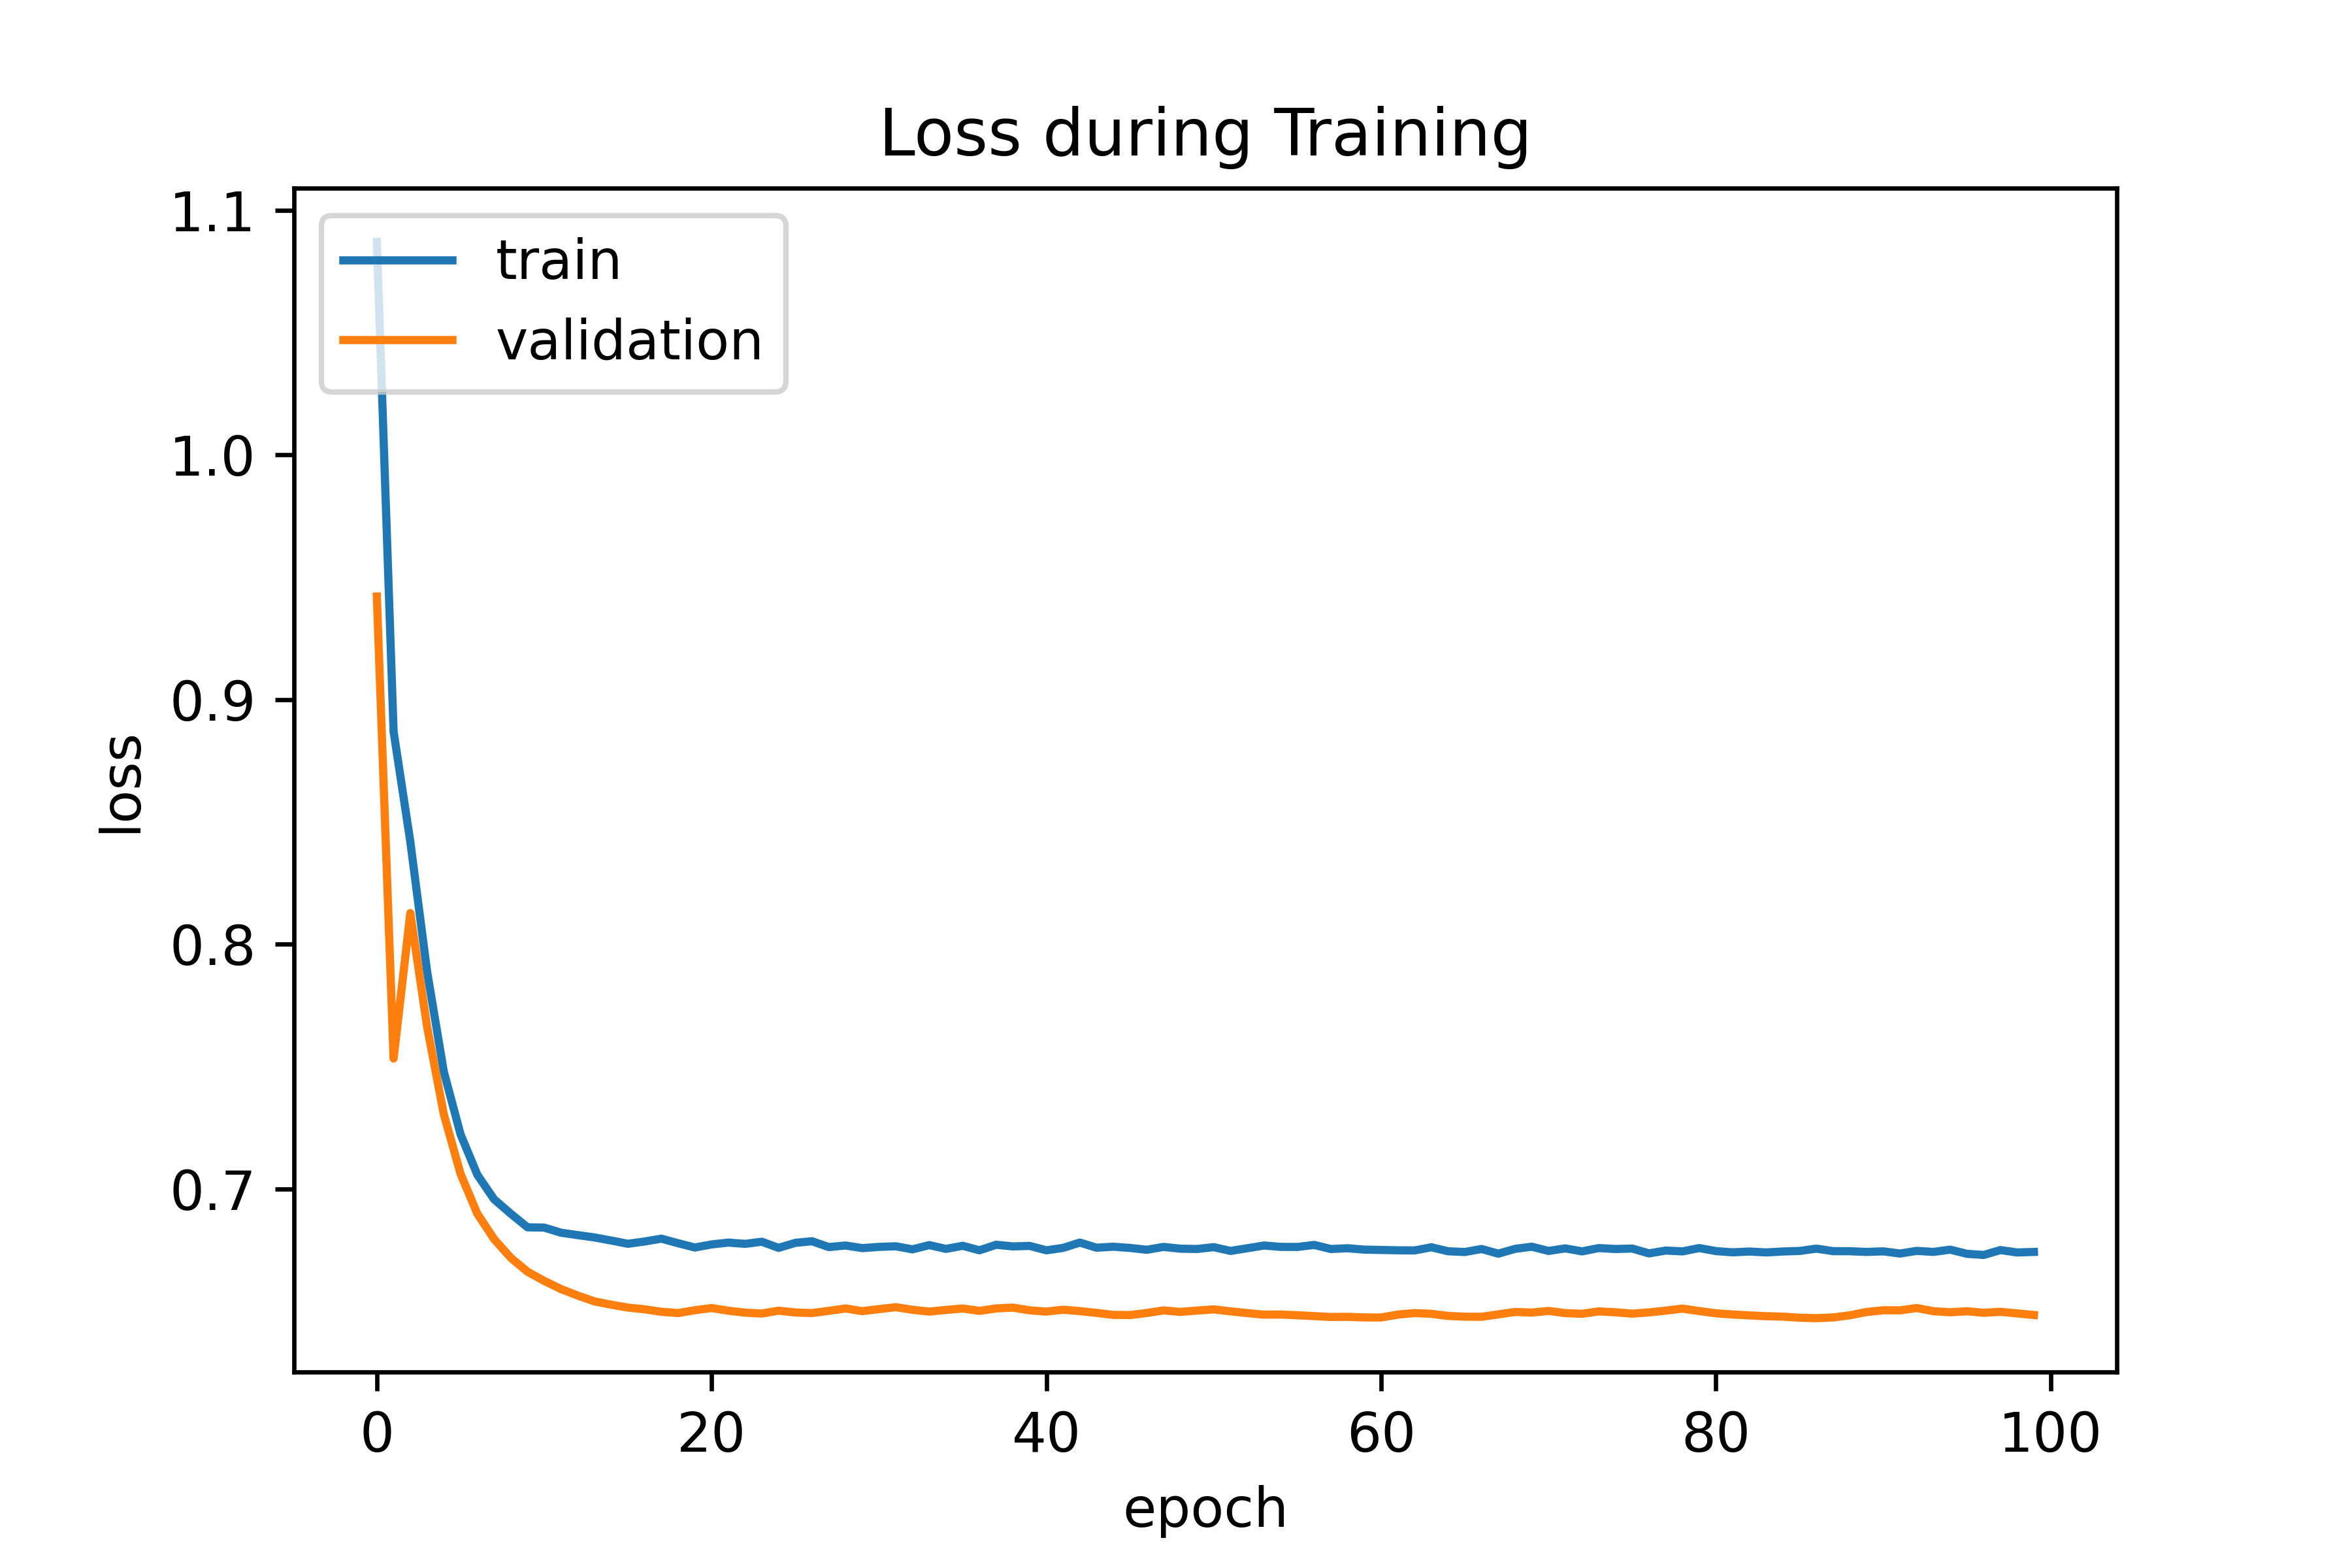 Loss during Training
train
validation
1.1
1.0
0.9
0.8
0.7
loss
0 20 40 60 80 100
epoch